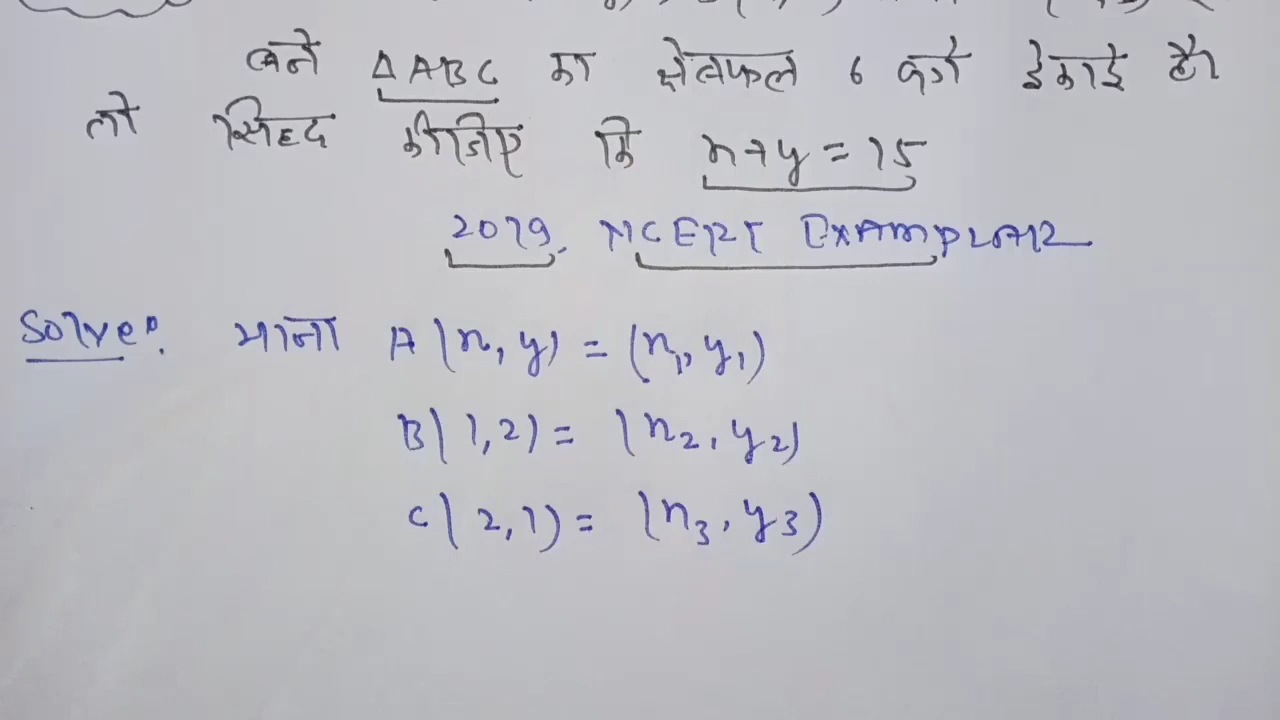 बने ΔABC का क्षेत्रफल 6 वर्ग इकाई है।
तो सिद्ध कीजिए कि x+y=15
2019, NCERT EXAMPLAR
Solve: माना A(x,y) = (x₁,y₁)
B(1,2) = (x₂,y₂)
C(2,1) = (x₃,y₃)